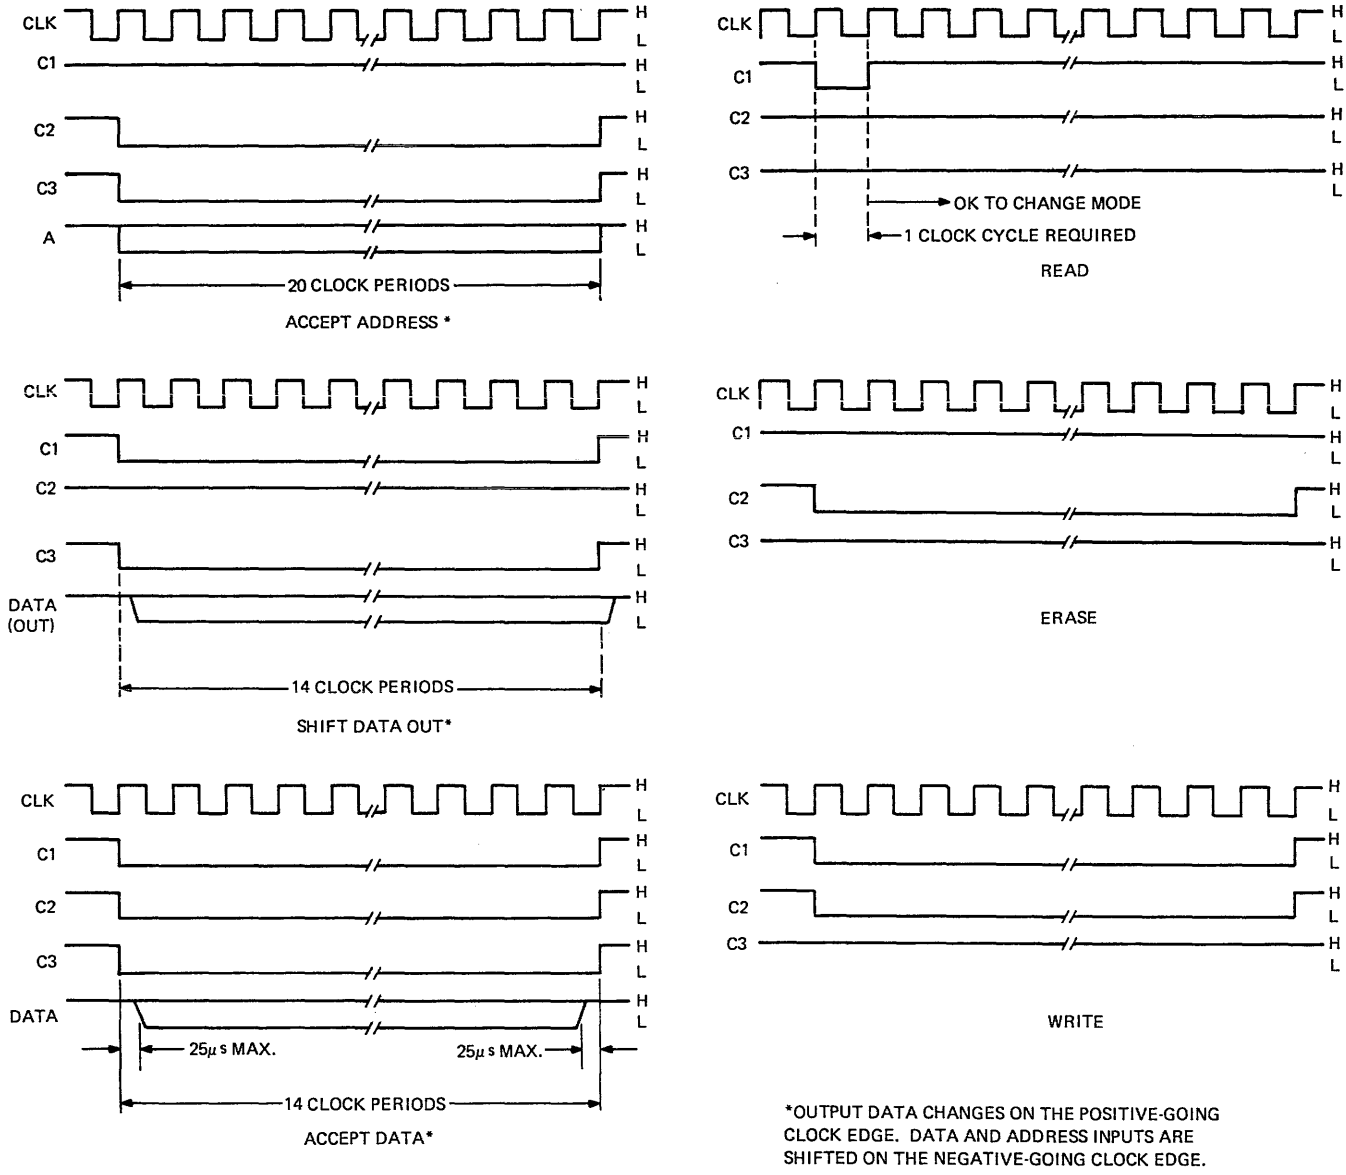 CLK H
L
C1 H
L
C2 H
L
C3 H
L
A H
L
20 CLOCK PERIODS
ACCEPT ADDRESS *
CLK H
L
C1 H
L
C2 H
L
C3 H
L
OK TO CHANGE MODE
1 CLOCK CYCLE REQUIRED
READ
CLK H
L
C1 H
L
C2 H
L
C3 H
L
DATA
(OUT) H
L
14 CLOCK PERIODS
SHIFT DATA OUT*
CLK H
L
C1 H
L
C2 H
L
C3 H
L
ERASE
CLK H
L
C1 H
L
C2 H
L
C3 H
L
DATA H
L
25μs MAX. 25μs MAX.
14 CLOCK PERIODS
ACCEPT DATA*
CLK H
L
C1 H
L
C2 H
L
C3 H
L
WRITE
*OUTPUT DATA CHANGES ON THE POSITIVE-GOING
CLOCK EDGE. DATA AND ADDRESS INPUTS ARE
SHIFTED ON THE NEGATIVE-GOING CLOCK EDGE.